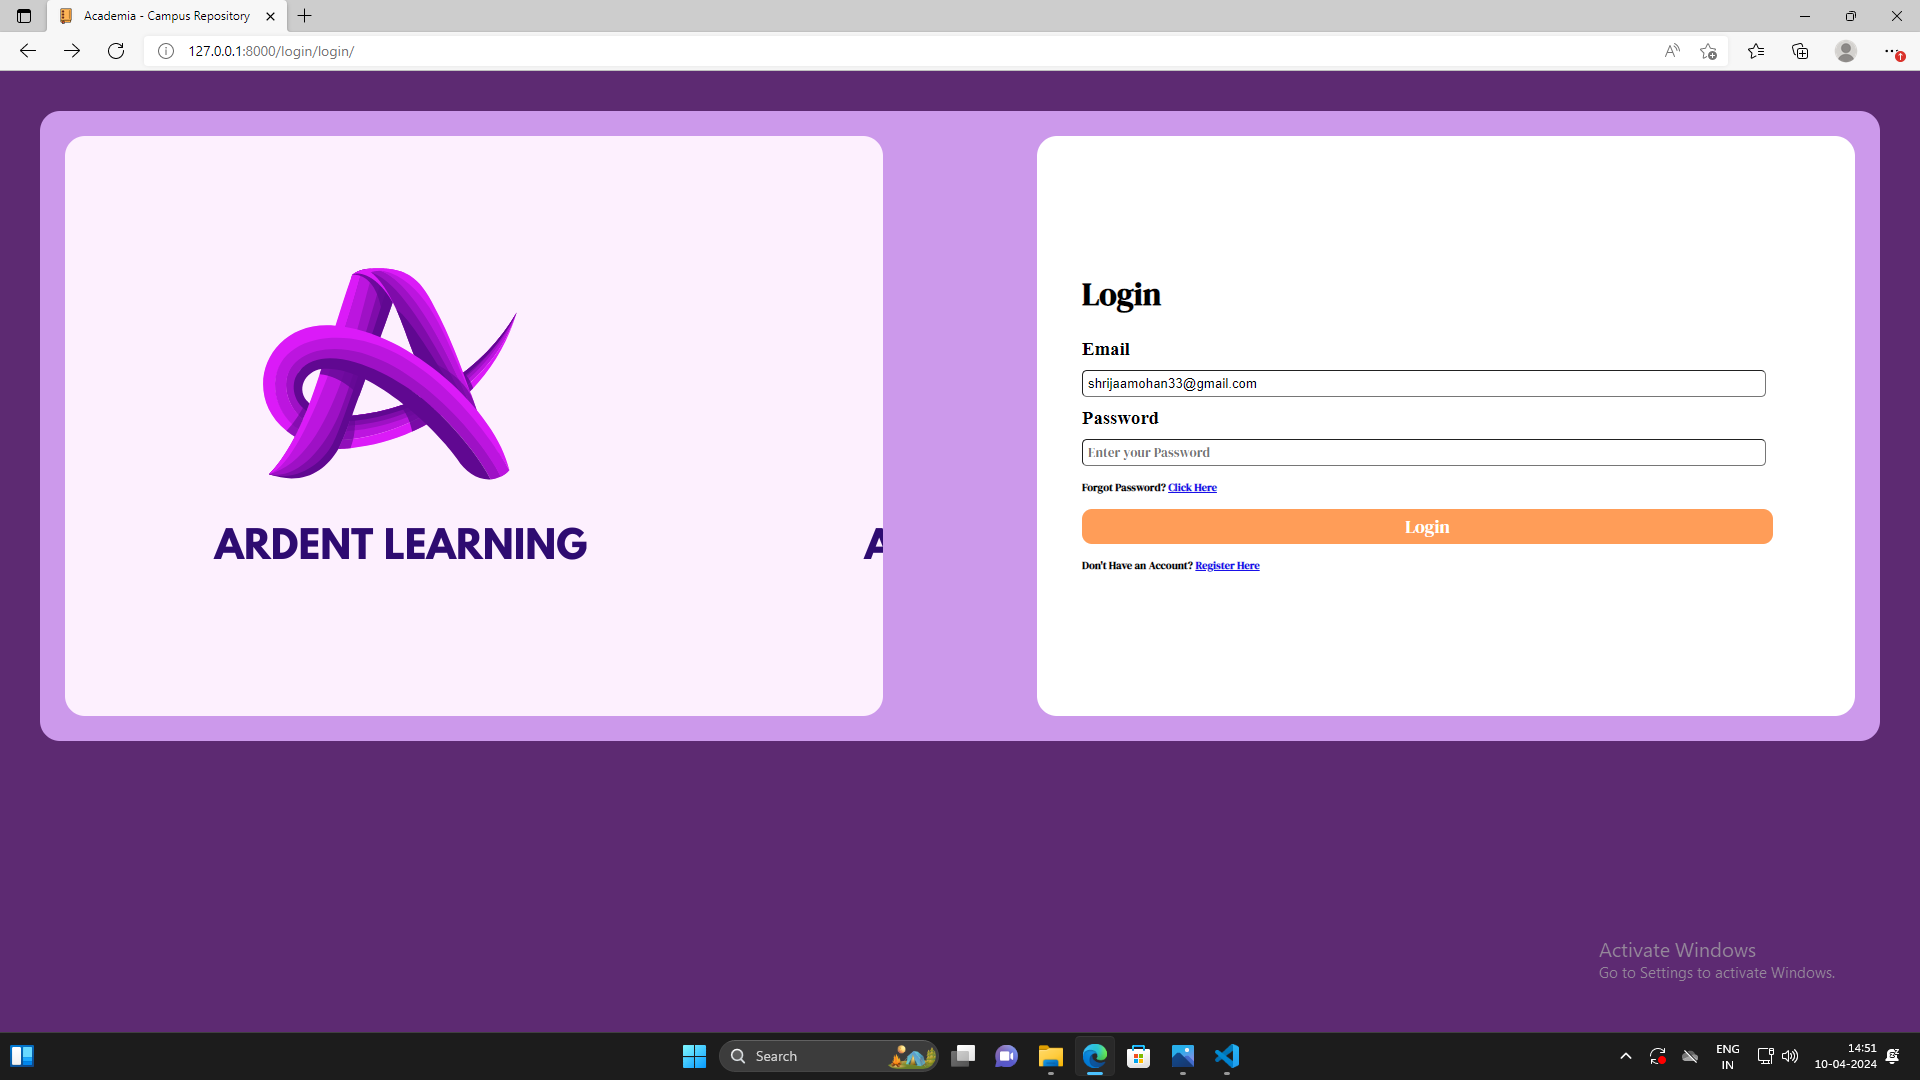 Academia - Campus Repository
127.0.0.1:8000/login/login/
ARDENT LEARNING
A
Login
Email
shrijaamohan33@gmail.com
Password
Enter your Password
Forgot Password? Click Here
Login
Don't Have an Account? Register Here
Activate Windows
Go to Settings to activate Windows.
Search
ENG
IN
14:51
10-04-2024